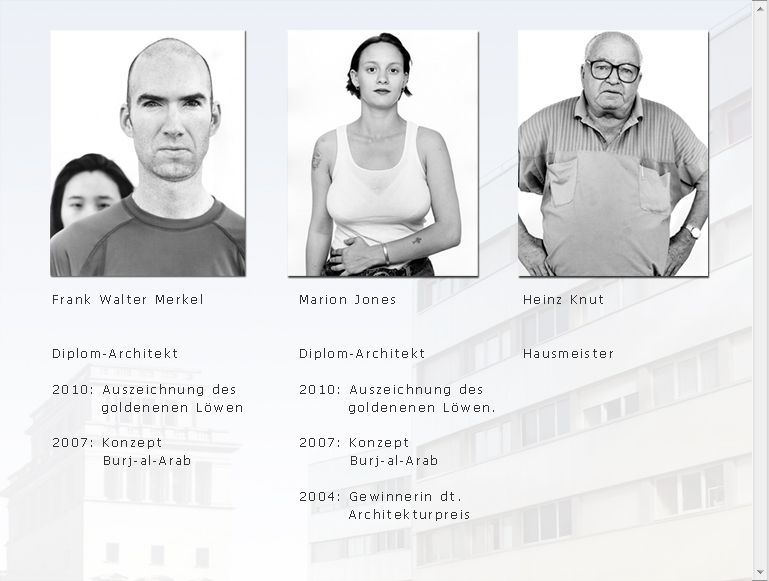 Frank Walter Merkel
Diplom-Architekt
2010: Auszeichnung des
goldenenen Löwen
2007: Konzept
Burj-al-Arab
Marion Jones
Diplom-Architekt
2010: Auszeichnung des
goldenenen Löwen.
2007: Konzept
Burj-al-Arab
2004: Gewinnerin dt.
Architekturpreis
Heinz Knut
Hausmeister